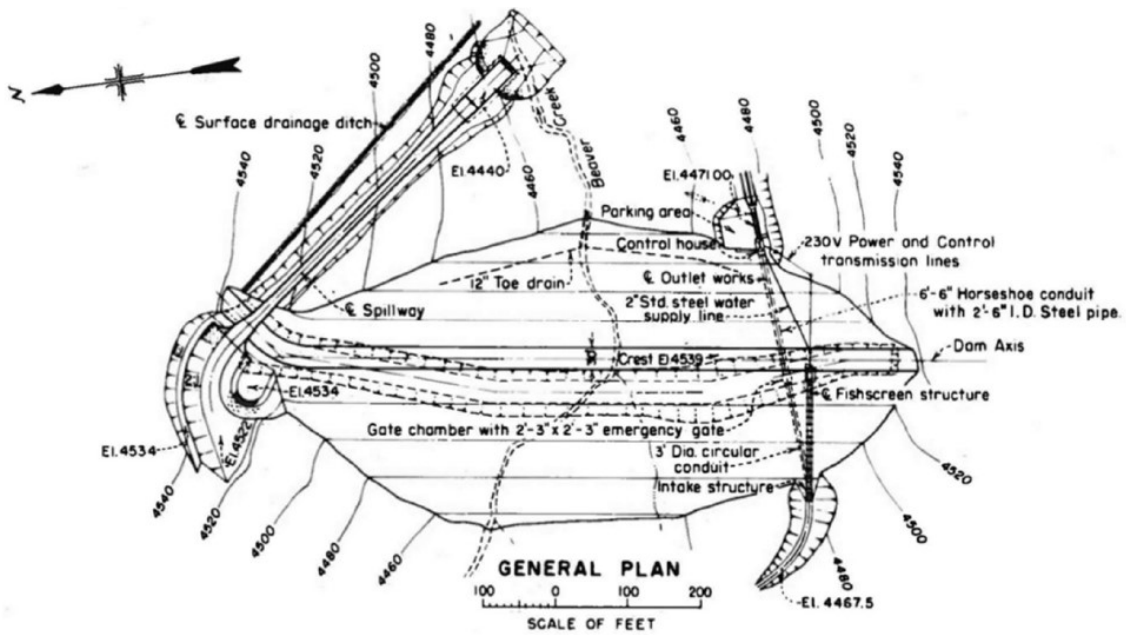 N
4500
4480
℄ Surface drainage ditch
4540
4520
El.4440
4460
Creek
Beaver
4460
4480
4500
4520
4540
El.4471.00
Parking area
Control house
230V Power and Control
transmission lines
12" Toe drain
℄ Outlet works
2" Std. steel water
supply line
6'-6" Horseshoe conduit
with 2'-6" I.D. Steel pipe.
℄ Spillway
30'
Crest El.4539
Dam Axis
El.4534
℄ Fishscreen structure
Gate chamber with 2'-3" x 2'-3" emergency gate
El.4534
El.4522
3' Dia. circular
conduit
Intake structure
4540
4520
4500
4480
4460
4520
4500
4480
El. 4467.5
GENERAL PLAN
100 0 100 200
SCALE OF FEET